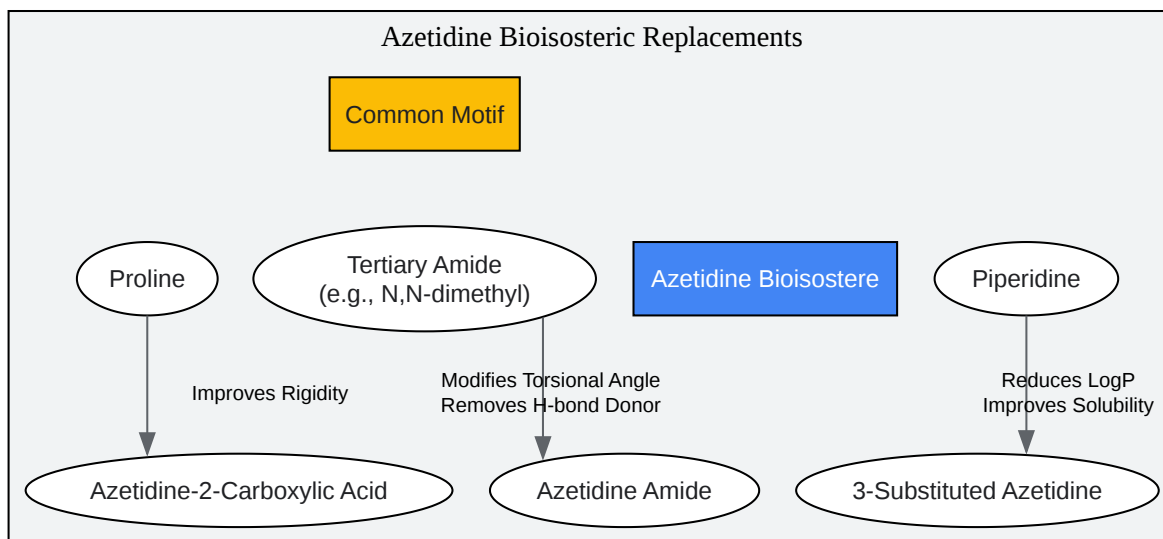 Azetidine Bioisosteric Replacements
Common Motif
Proline
Tertiary Amide
(e.g., N,N-dimethyl)
Azetidine Bioisostere
Piperidine
Improves Rigidity
Modifies Torsional Angle
Removes H-bond Donor
Reduces LogP
Improves Solubility
Azetidine-2-Carboxylic Acid
Azetidine Amide
3-Substituted Azetidine